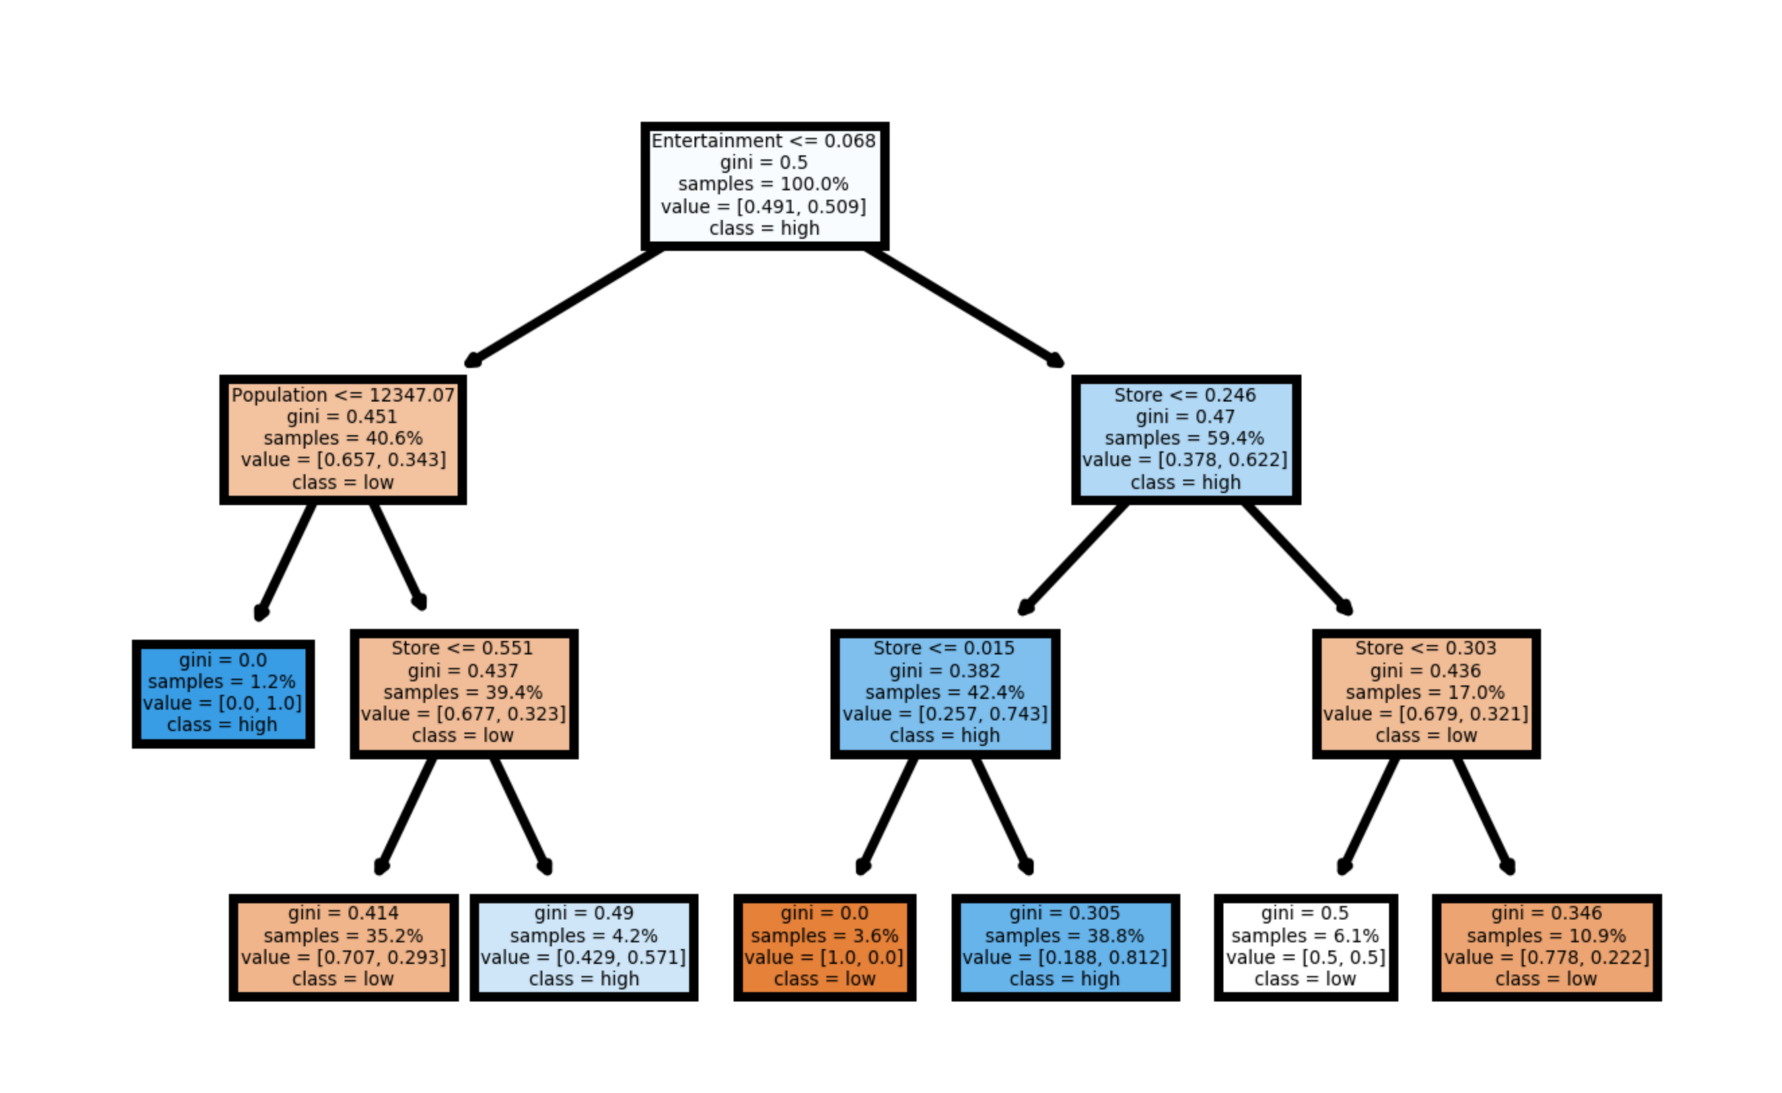 Entertainment <= 0.068
gini = 0.5
samples = 100.0%
value = [0.491, 0.509]
class = high
Population <= 12347.07
gini = 0.451
samples = 40.6%
value = [0.657, 0.343]
class = low
Store <= 0.246
gini = 0.47
samples = 59.4%
value = [0.378, 0.622]
class = high
gini = 0.0
samples = 1.2%
value = [0.0, 1.0]
class = high
Store <= 0.551
gini = 0.437
samples = 39.4%
value = [0.677, 0.323]
class = low
Store <= 0.015
gini = 0.382
samples = 42.4%
value = [0.257, 0.743]
class = high
Store <= 0.303
gini = 0.436
samples = 17.0%
value = [0.679, 0.321]
class = low
gini = 0.414
samples = 35.2%
value = [0.707, 0.293]
class = low
gini = 0.49
samples = 4.2%
value = [0.429, 0.571]
class = high
gini = 0.0
samples = 3.6%
value = [1.0, 0.0]
class = low
gini = 0.305
samples = 38.8%
value = [0.188, 0.812]
class = high
gini = 0.5
samples = 6.1%
value = [0.5, 0.5]
class = low
gini = 0.346
samples = 10.9%
value = [0.778, 0.222]
class = low